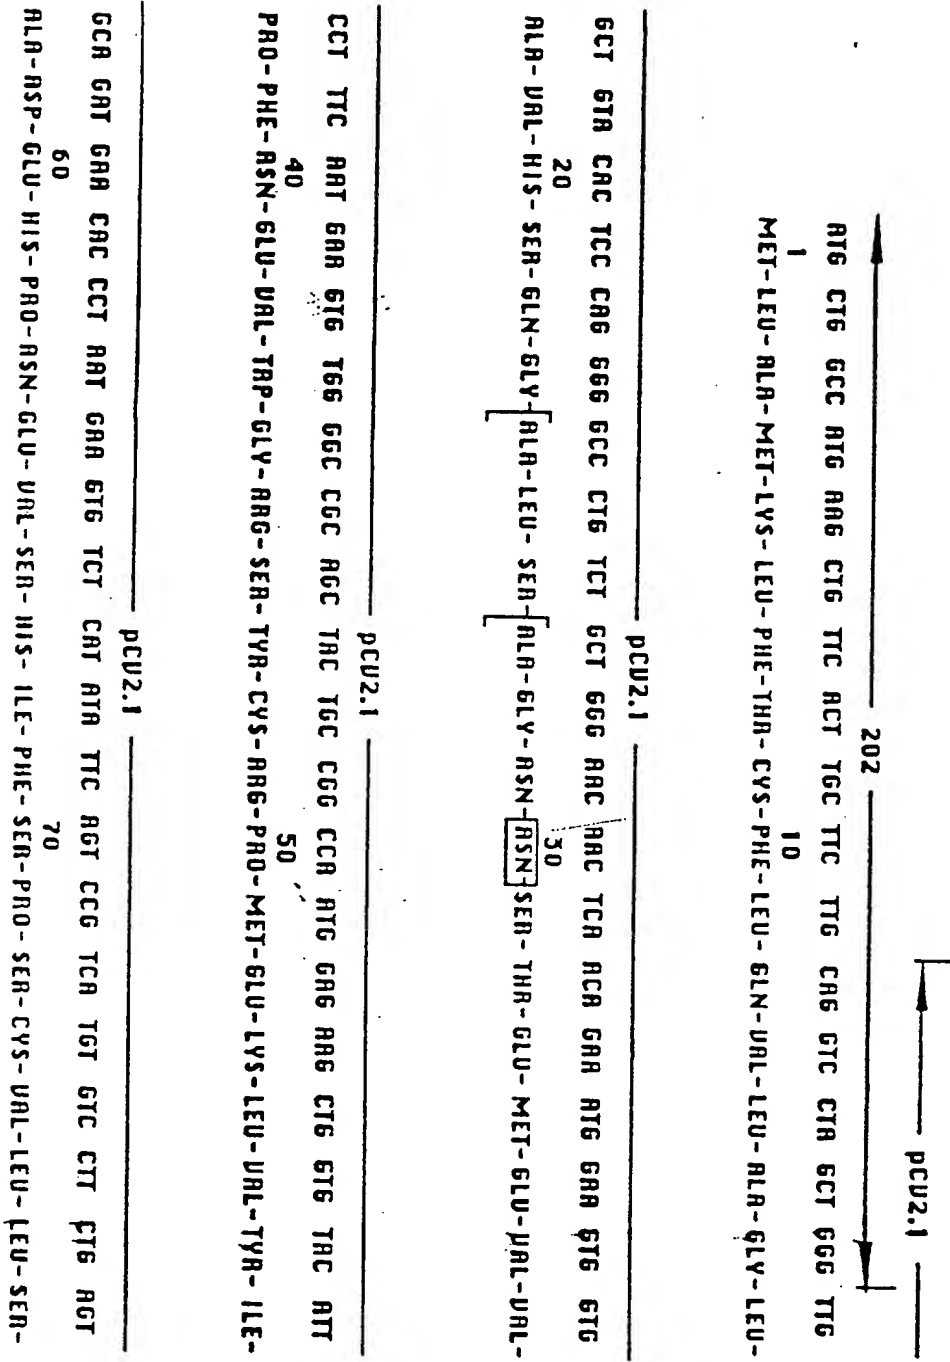 pCV2.1
202
ATG CTG GCC ATG AAG CTG TTC ACT TGC TTC TTG CAG GTC CTA GCT GGG TTG
1 10
MET-LEU-ALA-MET-LYS-LEU-PHE-THR-CYS-PHE-LEU-GLN-VAL-LEU-ALA-GLY-LEU-
pCV2.1
GCT GTA CAC TCC CAG GGG GCC CTG TCT GCT GGG AAC AAC TCA ACA GAA ATG GAA GTG GTG
20 30
ALA-VAL-HIS-SER-GLN-GLY-[ALA-LEU-SER-[ALA-GLY-ASN-ASN-SER-THR-GLU-MET-GLU-VAL-VAL-
pCV2.1
CCT TTC AAT GAA GTG TGG GGC CGC AGC TAC TGC CGG CCA ATG GAG AAG CTG GTG TAC ATT
40 50
PRO-PHE-ASN-GLU-VAL-TRP-GLY-ARG-SER-TYR-CYS-ARG-PRO-MET-GLU-LYS-LEU-VAL-TYR-ILE-
pCV2.1
GCA GAT GAA CAC CCT AAT GAA GTG TCT CAT ATA TTC AGT CCG TCA TGT GTC CTT CTG AGT
60 70
ALA-ASP-GLU-HIS-PRO-ASN-GLU-VAL-SER-HIS-ILE-PHE-SER-PRO-SER-CYS-VAL-LEU-LEU-SER-